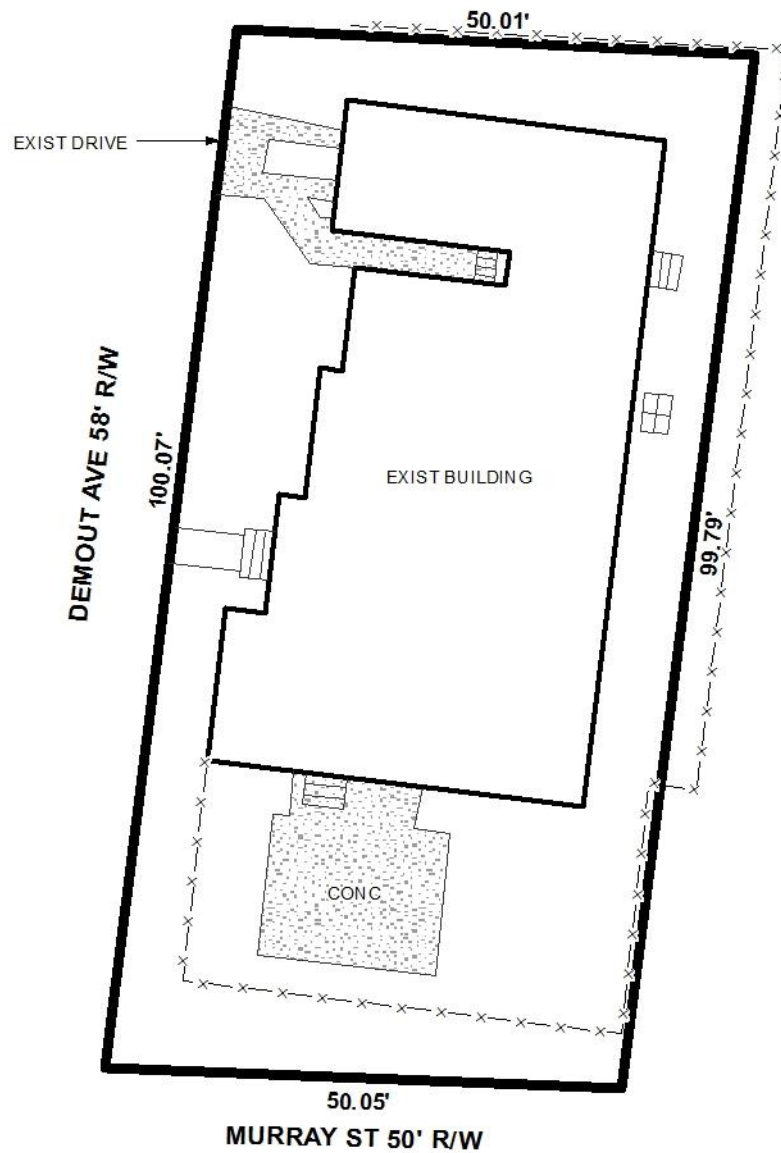 50.01'
EXIST DRIVE
DEMOUT AVE 58' R/W
100.07'
EXIST BUILDING
99.79'
CONC
50.05'
MURRAY ST 50' R/W